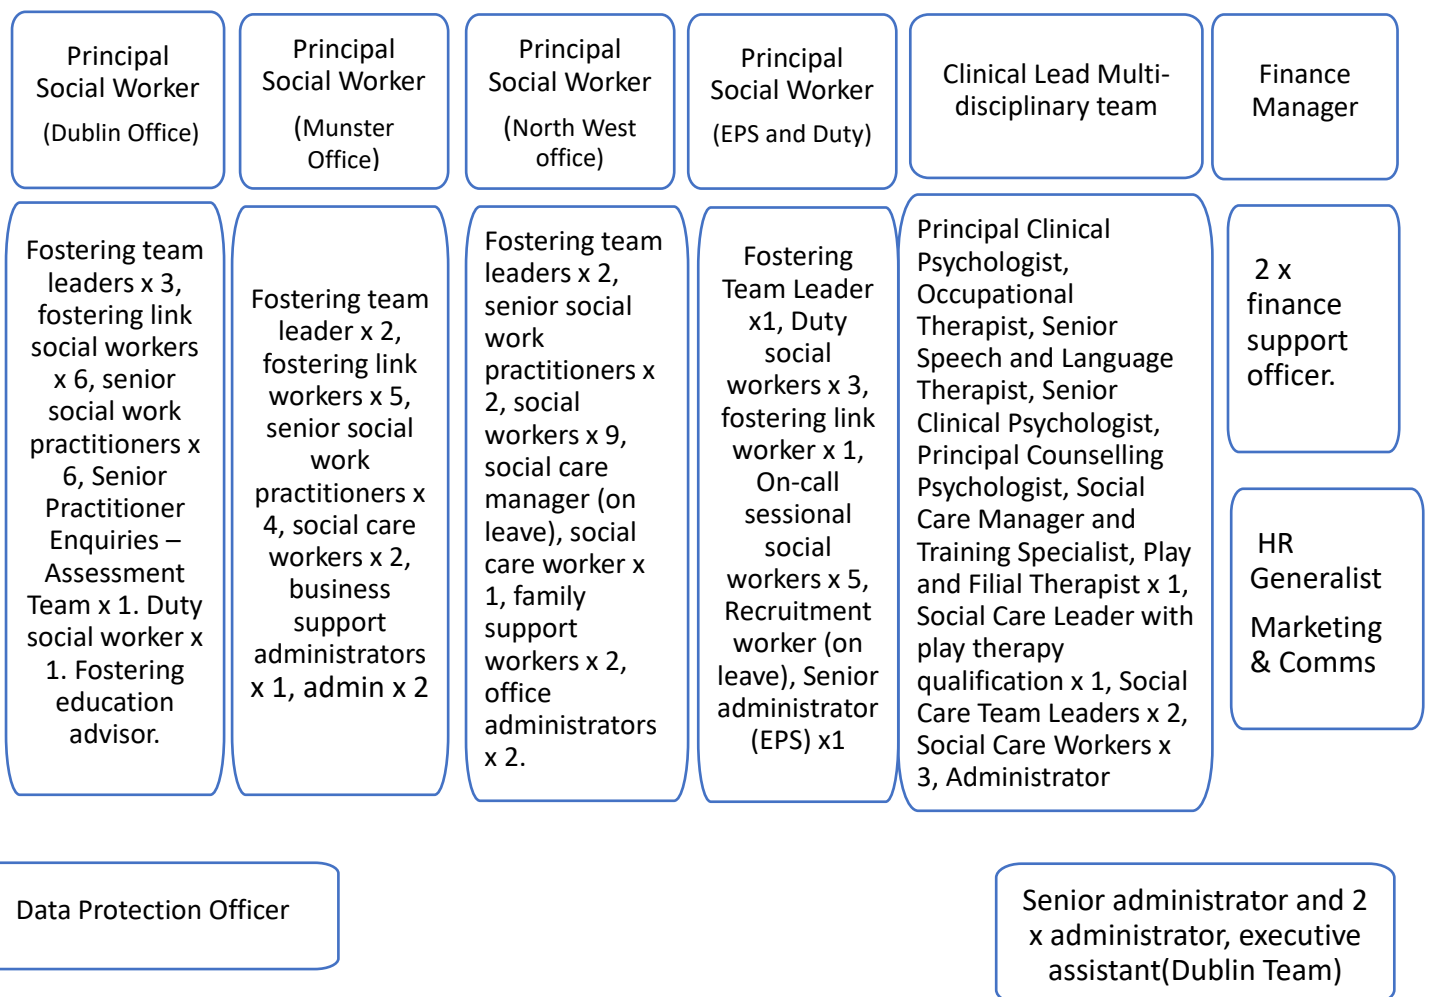 Principal
Social Worker
(Dublin Office)
Principal
Social Worker
(Munster
Office)
Principal
Social Worker
(North West
office)
Principal
Social Worker
(EPS and Duty)
Clinical Lead Multi-
disciplinary team
Finance
Manager
Fostering team
leaders x 3,
fostering link
social workers
x 6, senior
social work
practitioners x
6, Senior
Practitioner
Enquiries –
Assessment
Team x 1. Duty
social worker x
1. Fostering
education
advisor.
Fostering team
leader x 2,
fostering link
workers x 5,
senior social
work
practitioners x
4, social care
workers x 2,
business
support
administrators
x 1, admin x 2
Fostering team
leaders x 2,
senior social
work
practitioners x
2, social
workers x 9,
social care
manager (on
leave), social
care worker x
1, family
support
workers x 2,
office
administrators
x 2.
Fostering
Team Leader
x1, Duty
social
workers x 3,
fostering link
worker x 1,
On-call
sessional
social
workers x 5,
Recruitment
worker (on
leave), Senior
administrator
(EPS) x1
Principal Clinical
Psychologist,
Occupational
Therapist, Senior
Speech and Language
Therapist, Senior
Clinical Psychologist,
Principal Counselling
Psychologist, Social
Care Manager and
Training Specialist, Play
and Filial Therapist x 1,
Social Care Leader with
play therapy
qualification x 1, Social
Care Team Leaders x 2,
Social Care Workers x
3, Administrator
2 x
finance
support
officer.
HR
Generalist
Marketing
& Comms
Data Protection Officer
Senior administrator and 2
x administrator, executive
assistant(Dublin Team)